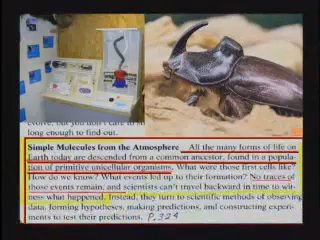 evolve, but you don't care to st
long enough to find out.
Simple Molecules from the Atmosphere All the many forms of life on
Earth today are descended from a common ancestor, found in a popula-
tion of primitive unicellular organisms. What were those first cells like?
How do we know? What events led up to their formation? No traces of
those events remain, and scientists can't travel backward in time to wit-
ness what happened. Instead, they turn to scientific methods of observing
data, forming hypotheses, making predictions, and constructing experi-
ments to test their predictions. P. 324